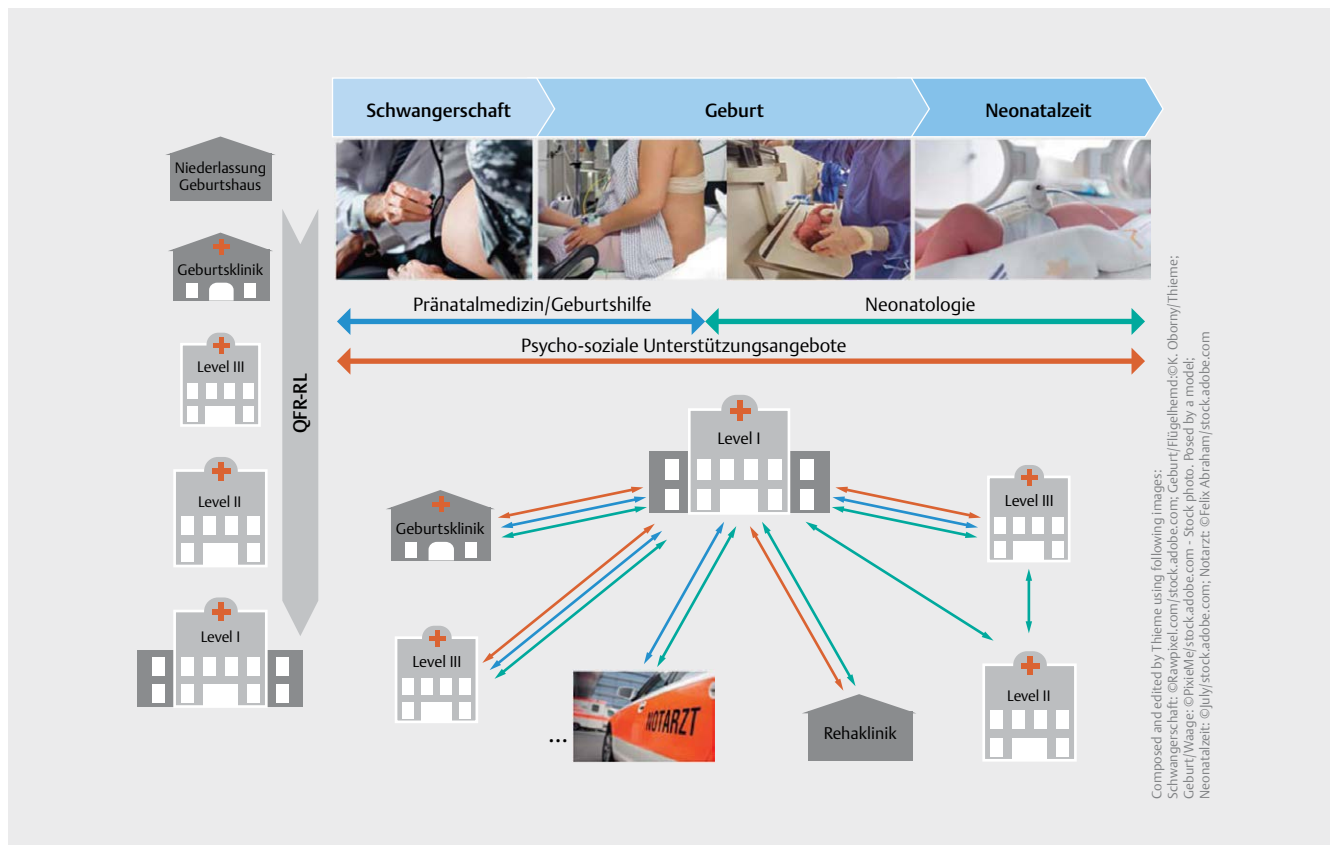 Schwangerschaft
Geburt
Neonatalzeit
Niederlassung
Geburtshaus
Geburtsklinik
Level III
Level II
Level I
QFR-RL
Pränatalmedizin/Geburtshilfe
Neonatologie
Psycho-soziale Unterstützungsangebote
Level I
Geburtsklinik
Level III
Level III
...
NOTARZT
Rehaklinik
Level II
Composed and edited by Thieme using following images:
Schwangerschaft: ©Rawpixel.com/stock.adobe.com; Geburt/Flügelhemd:©K. Oborny/Thieme;
Geburt/Waage: ©PixieMe/stock.adobe.com - Stock photo. Posed by a model;
Neonatalzeit: ©July/stock.adobe.com; Notarzt: ©Felix Abraham/stock.adobe.com